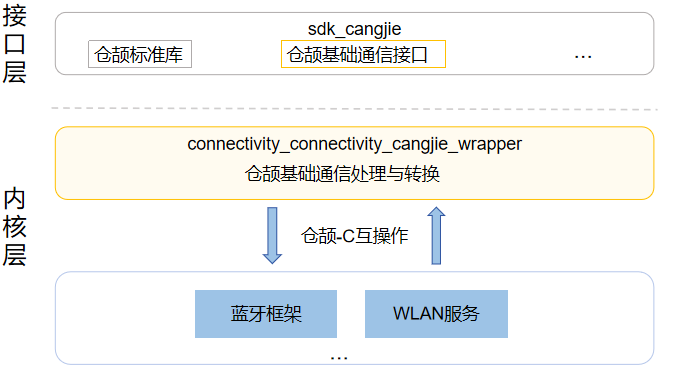 接口层
sdk_cangjie
仓颉标准库
仓颉基础通信接口
...
内核层
connectivity_connectivity_cangjie_wrapper
仓颉基础通信处理与转换
仓颉-C互操作
蓝牙框架
WLAN服务
...